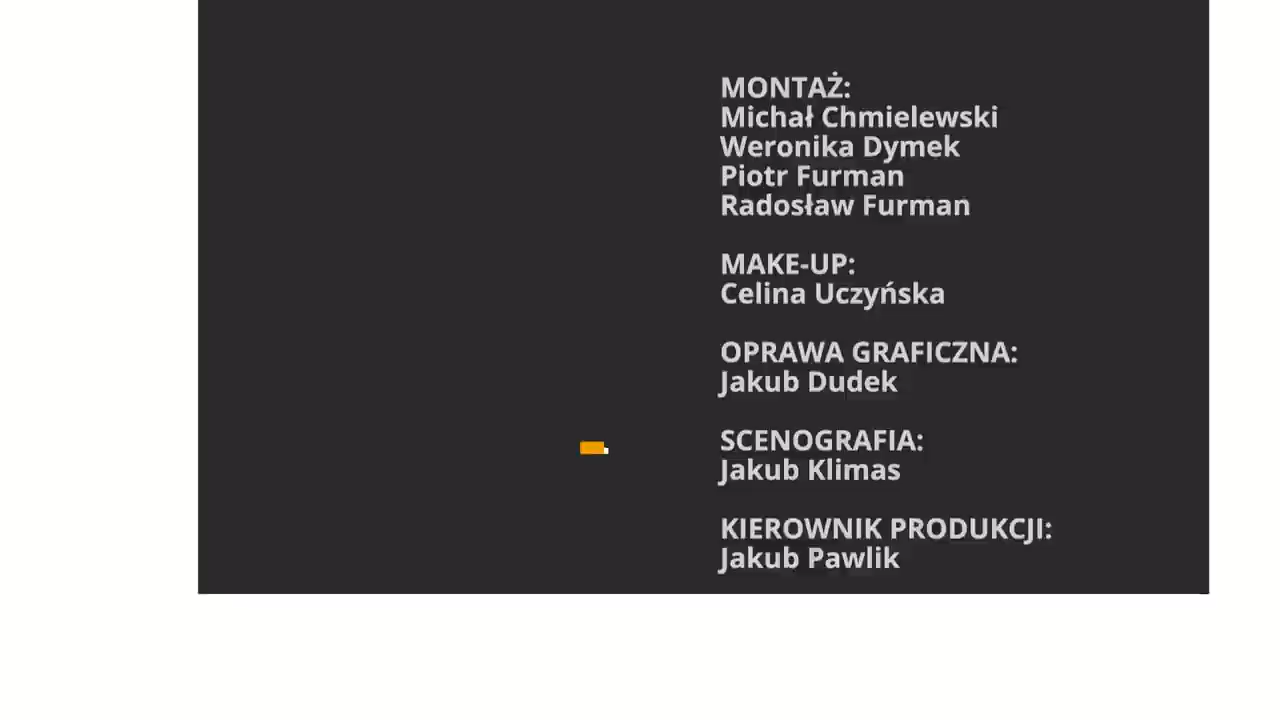 MONTAŻ:
Michał Chmielewski
Weronika Dymek
Piotr Furman
Radosław Furman
MAKE-UP:
Celina Uczyńska
OPRAWA GRAFICZNA:
Jakub Dudek
SCENOGRAFIA:
Jakub Klimas
KIEROWNIK PRODUKCJI:
Jakub Pawlik